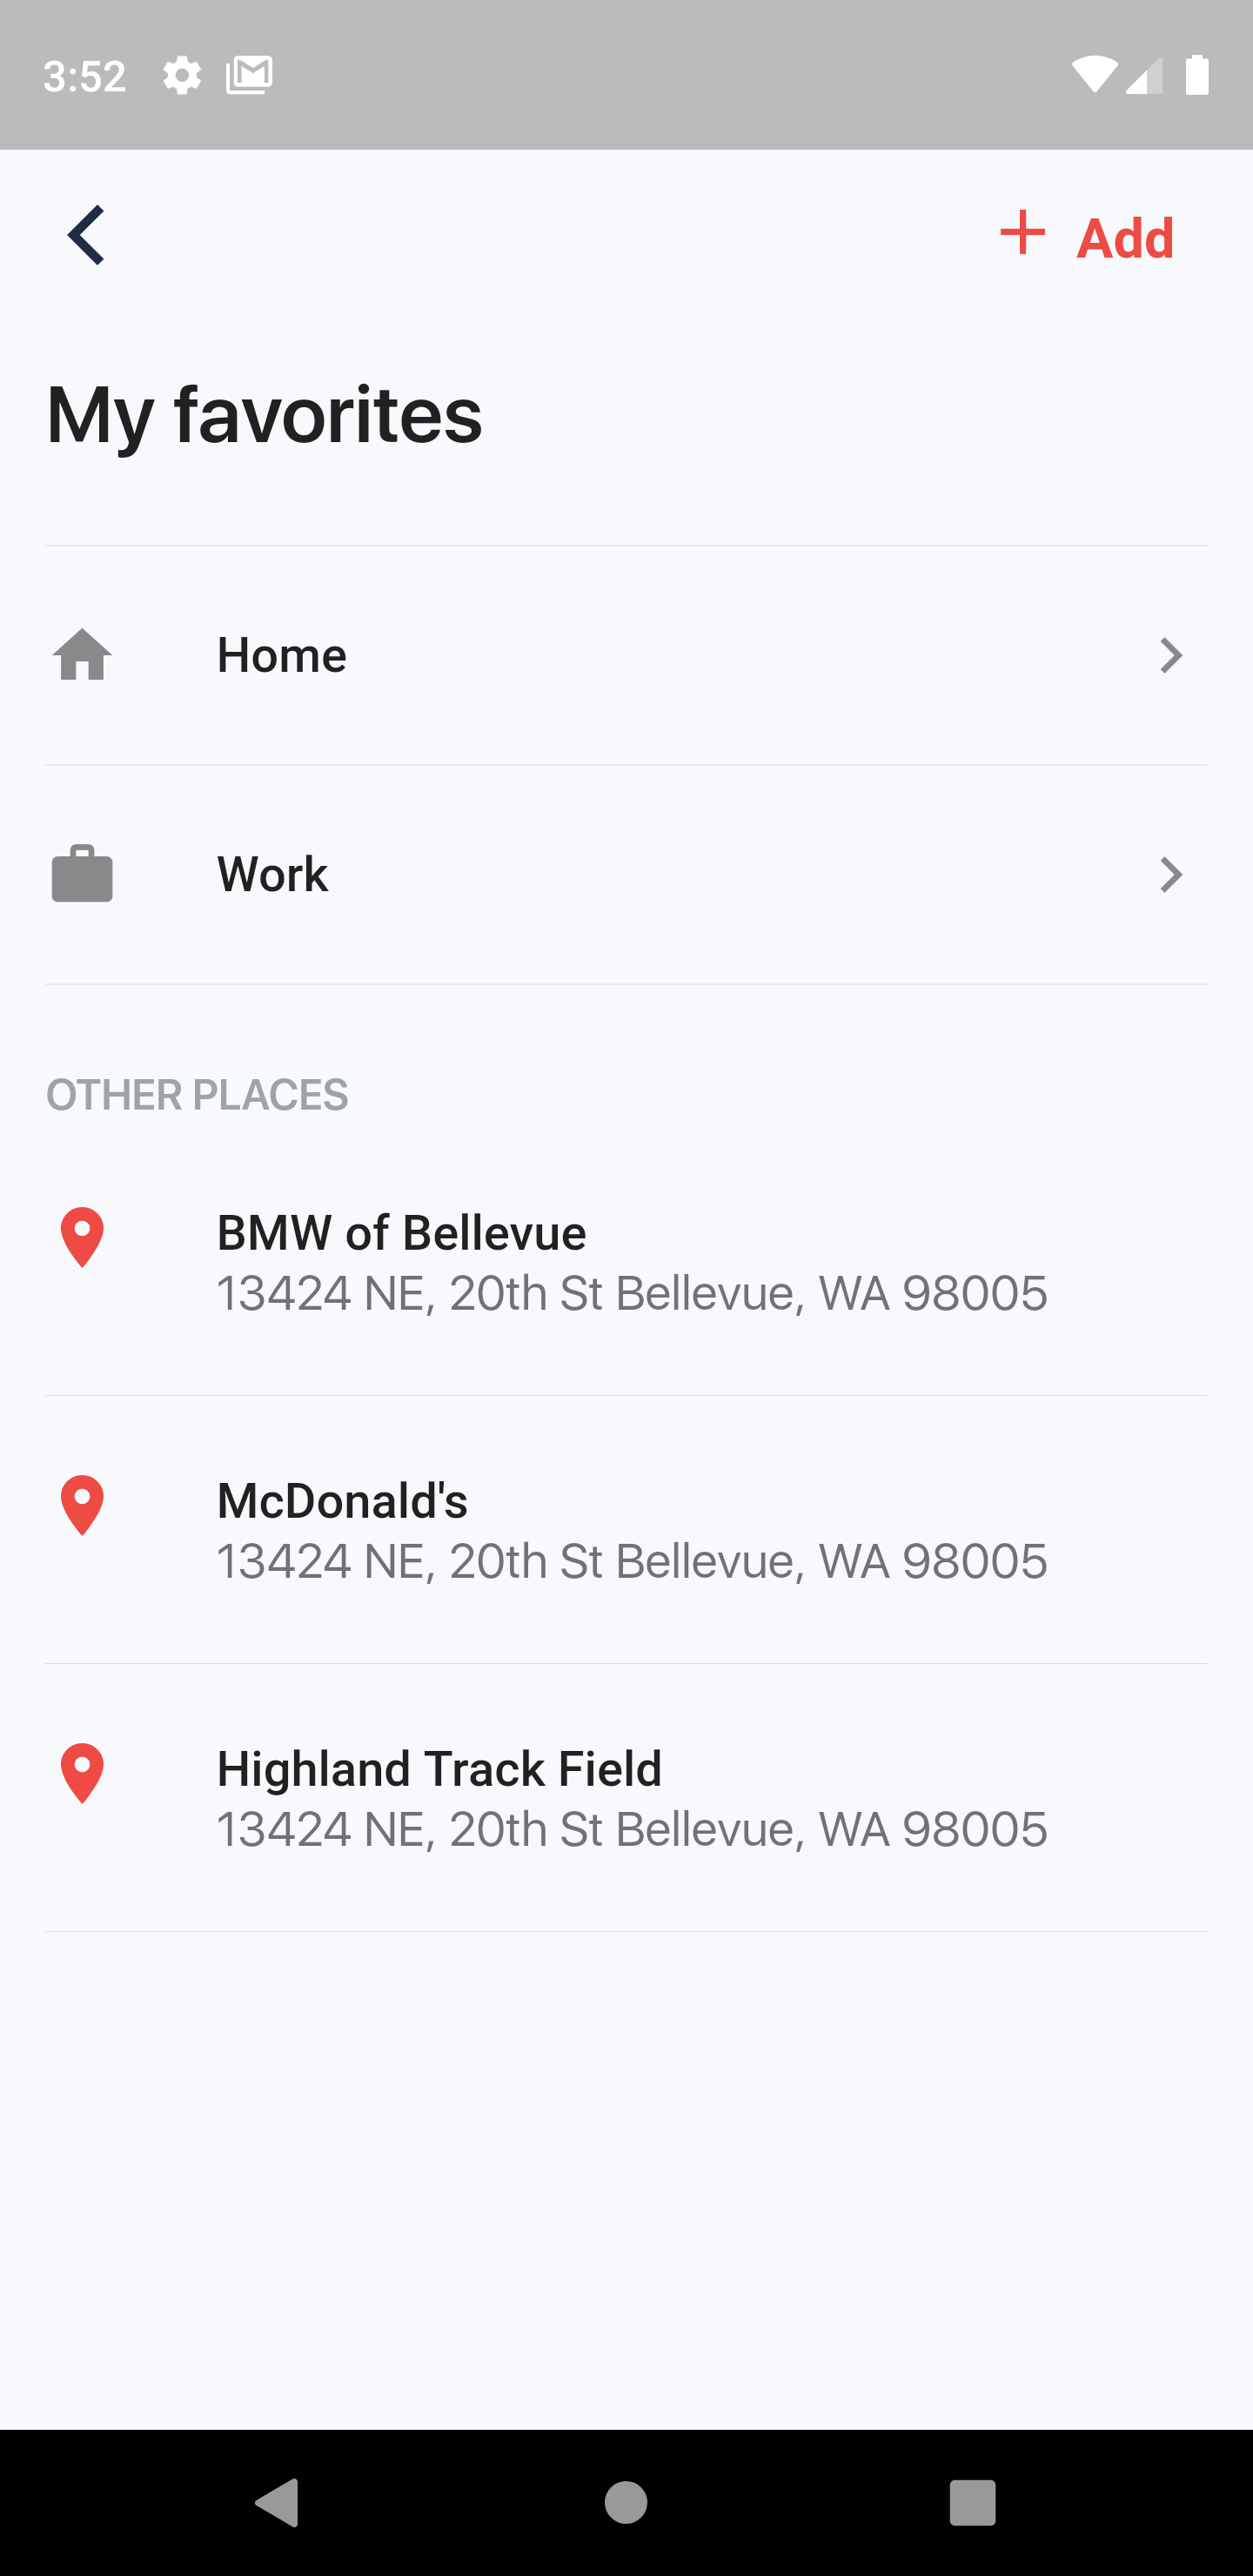 3:52
Add
My favorites
Home
Work
OTHER PLACES
BMW of Bellevue
13424 NE, 20th St Bellevue, WA 98005
McDonald's
13424 NE, 20th St Bellevue, WA 98005
Highland Track Field
13424 NE, 20th St Bellevue, WA 98005